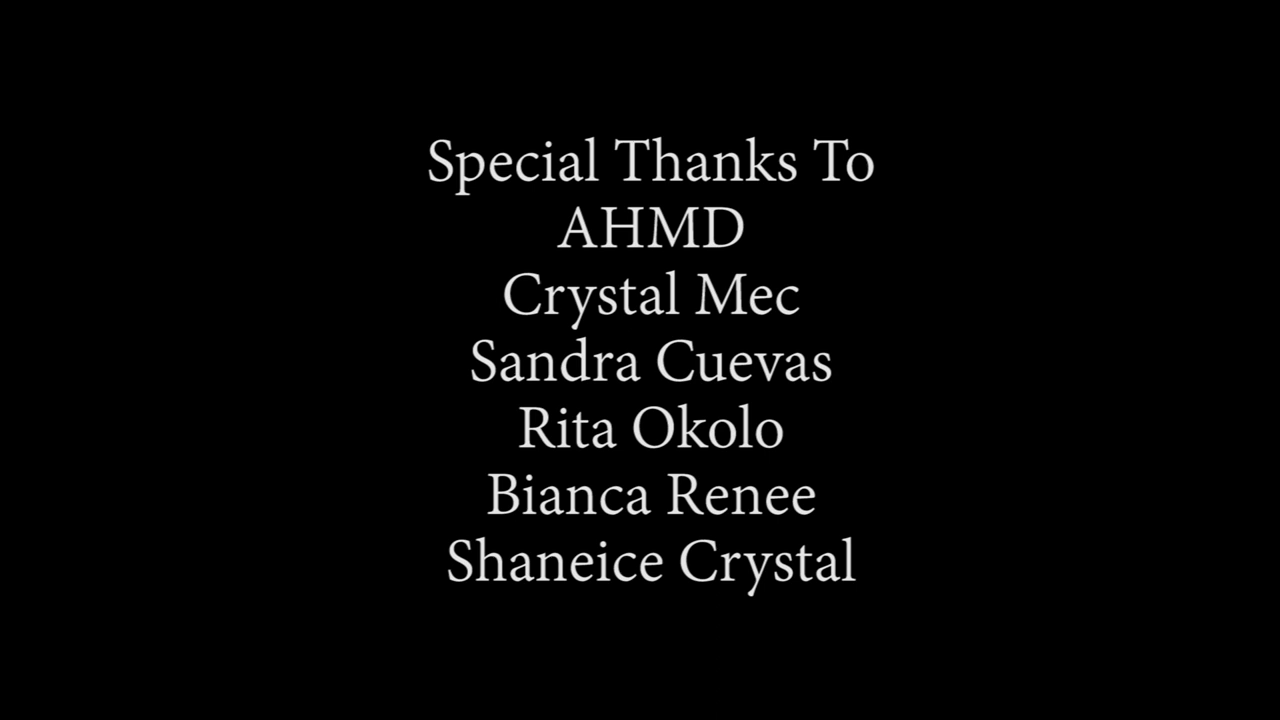 Special Thanks To
AHMD
Crystal Mec
Sandra Cuevas
Rita Okolo
Bianca Renee
Shaneice Crystal